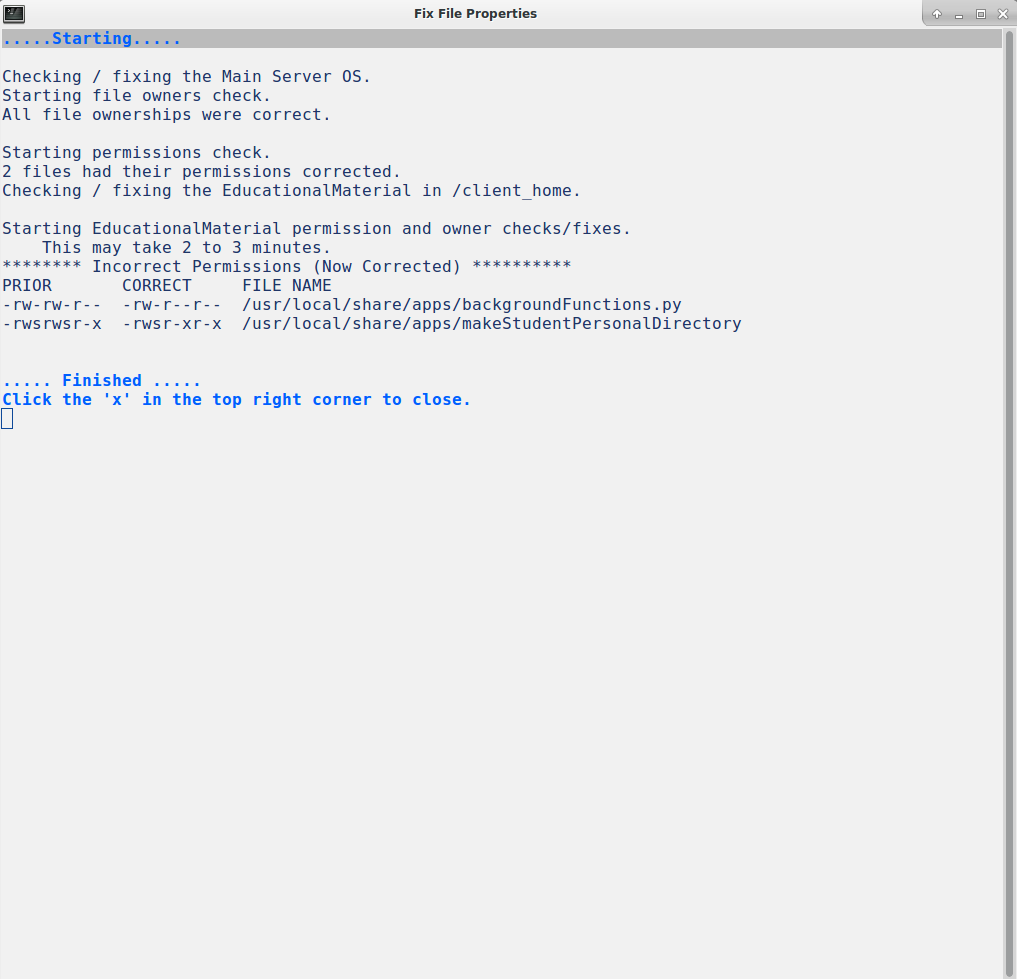 Fix File Properties
.....Starting.....
Checking / fixing the Main Server OS.
Starting file owners check.
All file ownerships were correct.
Starting permissions check.
2 files had their permissions corrected.
Checking / fixing the EducationalMaterial in /client_home.
Starting EducationalMaterial permission and owner checks/fixes.
    This may take 2 to 3 minutes.
******** Incorrect Permissions (Now Corrected) **********
PRIOR       CORRECT     FILE NAME
-rw-rw-r--  -rw-r--r--  /usr/local/share/apps/backgroundFunctions.py
-rwsrwsr-x  -rwsr-xr-x  /usr/local/share/apps/makeStudentPersonalDirectory
..... Finished .....
Click the 'x' in the top right corner to close.